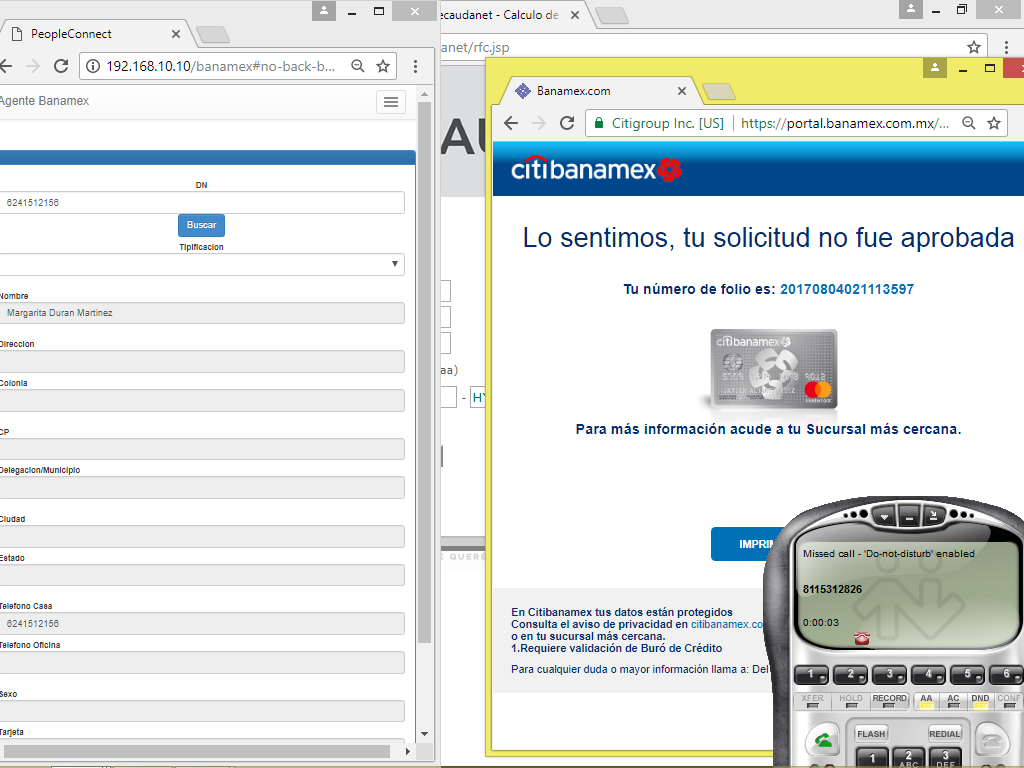 PeopleConnect
192.168.10.10/banamex#no-back-b...
Agente Banamex
DN
6241512156
Buscar
Tipificacion
Nombre
Margarita Duran Martinez
Direccion
Colonia
CP
Delegacion/Municipio
Ciudad
Estado
Telefono Casa
6241512156
Telefono Oficina
Sexo
Tarjeta
ecaudanet - Calculo de
anet/rfc.jsp
AU
aa)
- HY
E QUERÉ
Banamex.com
Citigroup Inc. [US]
https://portal.banamex.com.mx/...
citibanamex
Lo sentimos, tu solicitud no fue aprobada
Tu número de folio es: 20170804021113597
citibanamex
Para más información acude a tu Sucursal más cercana.
IMPRI
En Citibanamex tus datos están protegidos
Consulta el aviso de privacidad en citibanamex.co
o en tu sucursal más cercana.
1.Requiere validación de Buró de Crédito
Para cualquier duda o mayor información llama a: Del
Missed call - 'Do-not-disturb' enabled
8115312826
0:00:03
1 2 3 4 5 6
XFER HOLD RECORD AA AC DND CONF
FLASH REDIAL
1 2 ABC 3 DEF